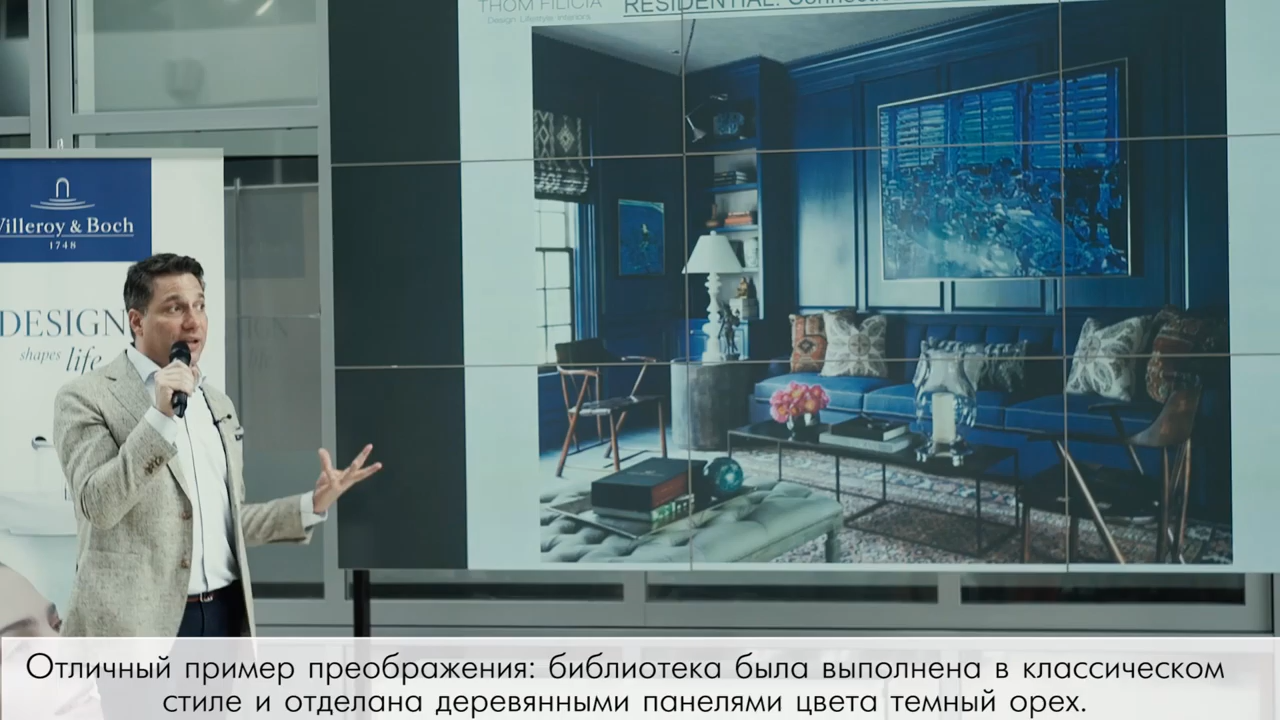 THOM FILICIA
Design Lifestyle Interiors
RESIDENTIAL:
Villeroy & Boch
1748
DESIGN
shapes life
Отличный пример преображения: библиотека была выполнена в классическом
стиле и отделана деревянными панелями цвета темный орех.